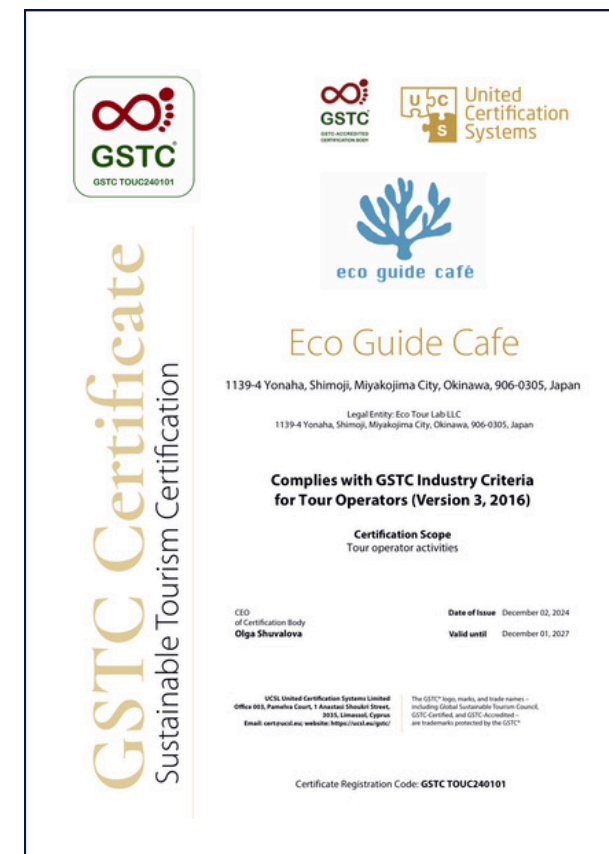 GSTC®
GSTC TOUC240101
GSTC
GSTC-ACCREDITED
CERTIFICATION BODY
U C S
United
Certification
Systems
eco guide café
GSTC Certificate
Sustainable Tourism Certification
Eco Guide Cafe
1139-4 Yonaha, Shimoji, Miyakojima City, Okinawa, 906-0305, Japan
Legal Entity: Eco Tour Lab LLC
1139-4 Yonaha, Shimoji, Miyakojima City, Okinawa, 906-0305, Japan
Complies with GSTC Industry Criteria
for Tour Operators (Version 3, 2016)
Certification Scope
Tour operator activities
CEO
of Certification Body
Olga Shuvalova
Date of Issue December 02, 2024
Valid until December 01, 2027
UCSL United Certification Systems Limited
Office 003, Pamelva Court, 1 Anastasi Shoukri Street,
3035, Limassol, Cyprus
Email: cert@ucsl.eu; website: https://ucsl.eu/gstc/
The GSTC® logo, marks, and trade names –
including Global Sustainable Tourism Council,
GSTC-Certified, and GSTC-Accredited –
are trademarks protected by the GSTC®
Certificate Registration Code: GSTC TOUC240101